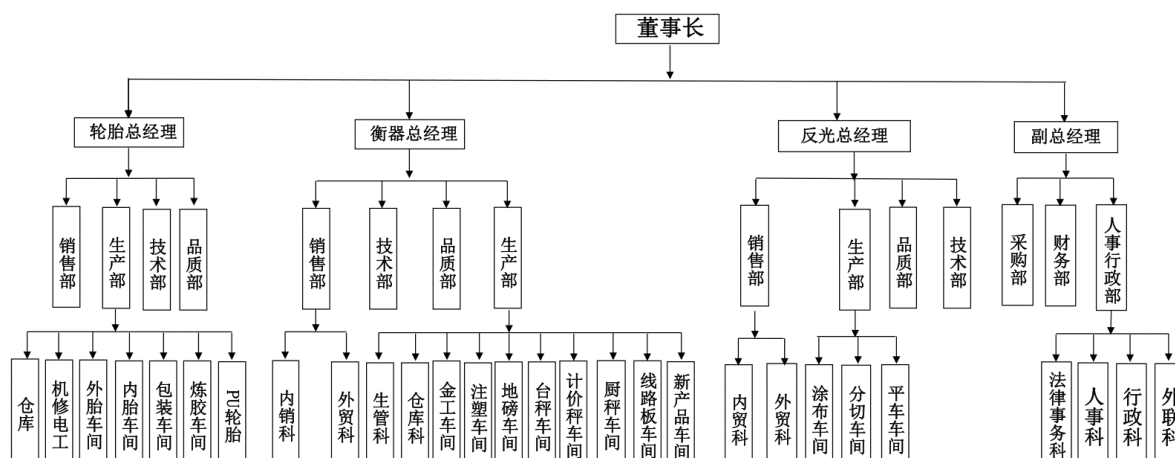 董事长
轮胎总经理
衡器总经理
反光总经理
副总经理
销售部
生产部
技术部
品质部
销售部
技术部
品质部
生产部
销售部
生产部
品质部
技术部
采购部
财务部
人事行政部
仓库
机修电工
外胎车间
内胎车间
包装车间
炼胶车间
PU轮胎
内销科
外贸科
生管科
仓库科
金工车间
注塑车间
地磅车间
台秤车间
计价秤车间
厨秤车间
线路板车间
新产品车间
内贸科
外贸科
涂布车间
分切车间
平车车间
法律事务科
人事科
行政科
外联科